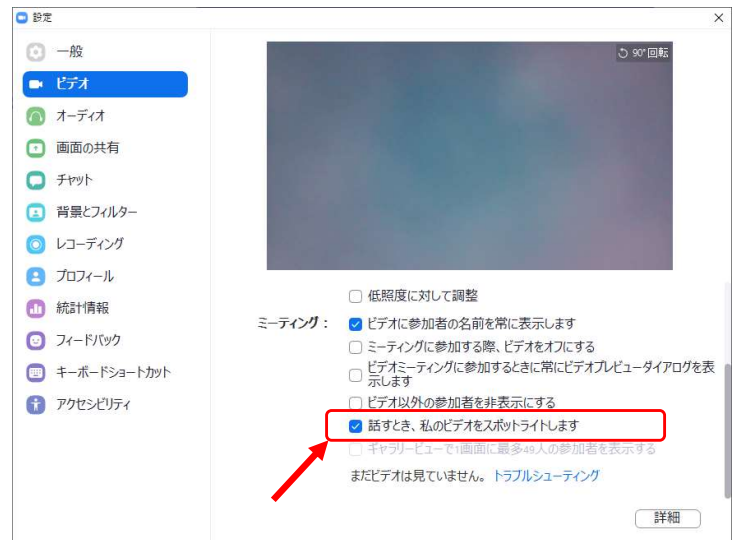 設定
一般
ビデオ
オーディオ
画面の共有
チャット
背景とフィルター
レコーディング
プロフィール
統計情報
フィードバック
キーボードショートカット
アクセシビリティ
90°回転
低照度に対して調整
ミーティング：
ビデオに参加者の名前を常に表示します
ミーティングに参加する際、ビデオをオフにする
ビデオミーティングに参加するときに常にビデオプレビューダイアログを表
示します
ビデオ以外の参加者を非表示にする
話すとき、私のビデオをスポットライトします
ギャラリービューで1画面に最多49人の参加者を表示する
まだビデオは見ていません。 トラブルシューティング
詳細